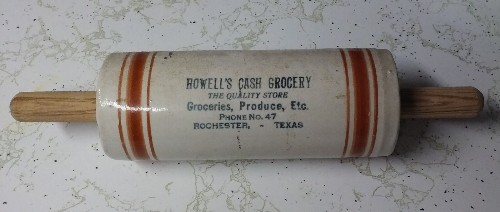 HOWELL'S CASH GROCERY
THE QUALITY STORE
Groceries, Produce, Etc.
PHONE NO. 47
ROCHESTER, - TEXAS